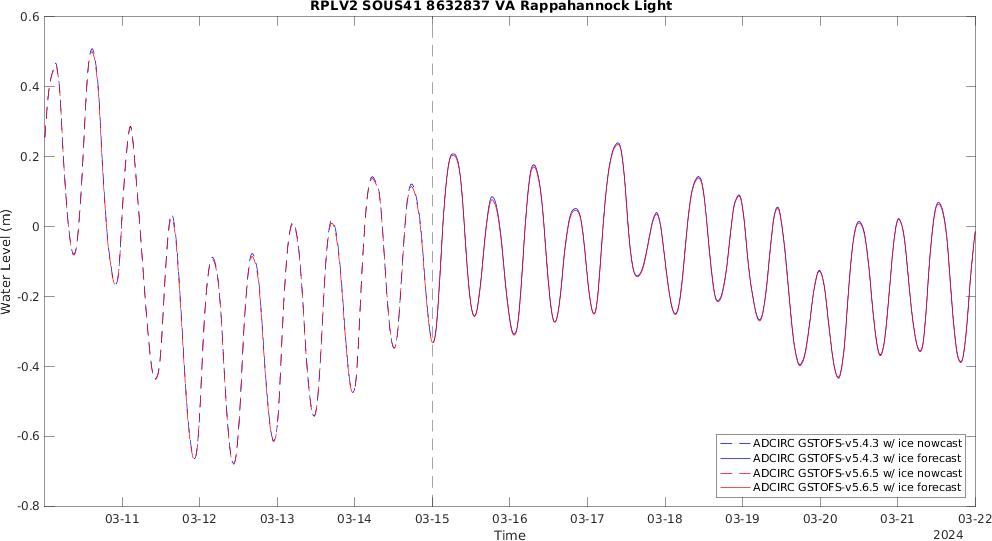 RPLV2 SOUS41 8632837 VA Rappahannock Light
0.6
0.4
0.2
0
-0.2
-0.4
-0.6
-0.8
Water Level (m)
ADCIRC GSTOFS-v5.4.3 w/ ice nowcast
ADCIRC GSTOFS-v5.4.3 w/ ice forecast
ADCIRC GSTOFS-v5.6.5 w/ ice nowcast
ADCIRC GSTOFS-v5.6.5 w/ ice forecast
03-11 03-12 03-13 03-14 03-15 03-16 03-17 03-18 03-19 03-20 03-21 03-22
Time
2024